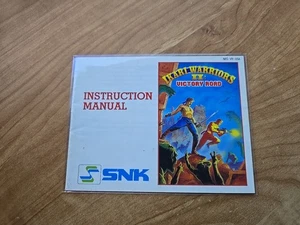 IKARI WARRIORS
II
VICTORY ROAD
INSTRUCTION
MANUAL
SNK